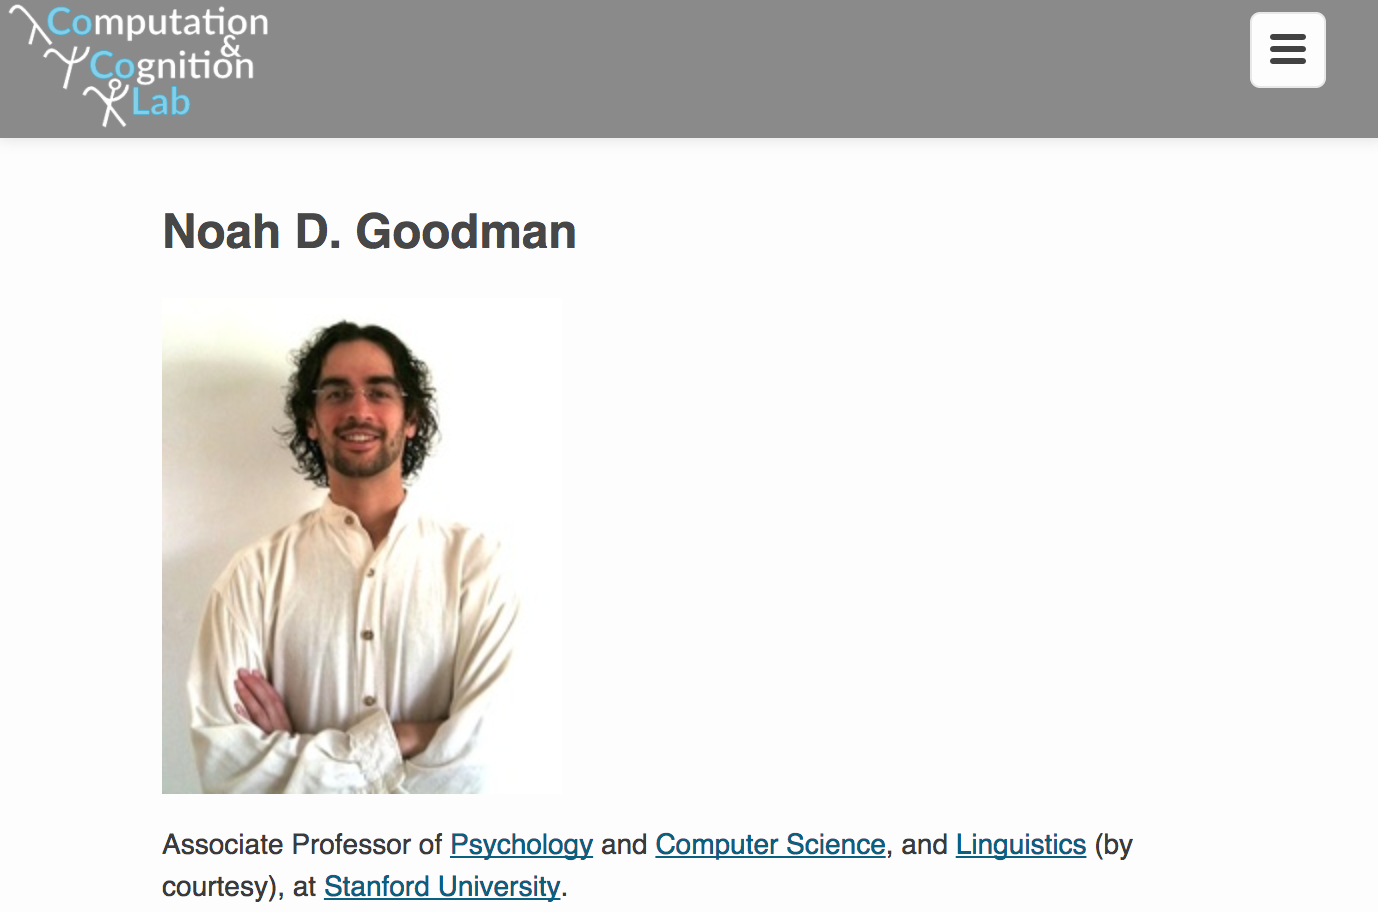 Computation
&
Cognition
Lab
Noah D. Goodman
Associate Professor of Psychology and Computer Science, and Linguistics (by
courtesy), at Stanford University.